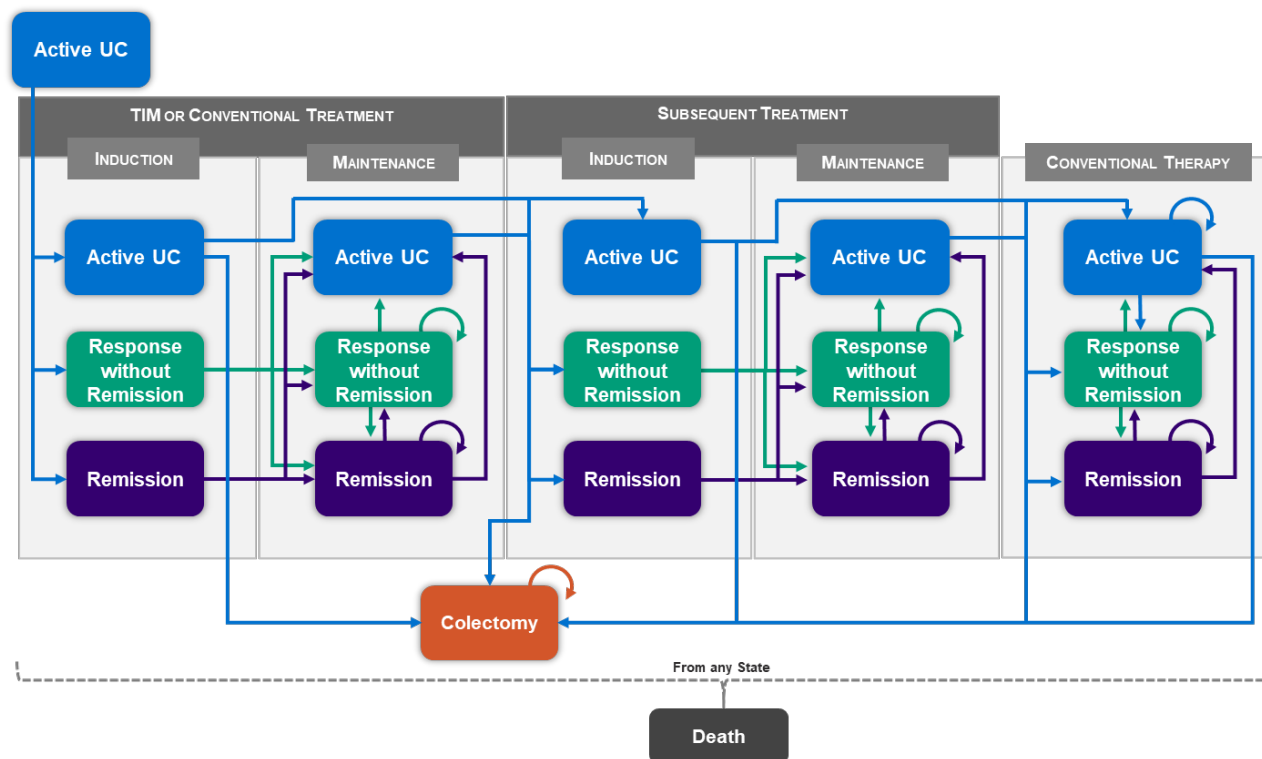 Active UC
TIM OR CONVENTIONAL TREATMENT
SUBSEQUENT TREATMENT
INDUCTION
MAINTENANCE
INDUCTION
MAINTENANCE
CONVENTIONAL THERAPY
Active UC
Active UC
Active UC
Active UC
Active UC
Response
without
Remission
Response
without
Remission
Response
without
Remission
Response
without
Remission
Response
without
Remission
Remission
Remission
Remission
Remission
Remission
Colectomy
From any State
Death